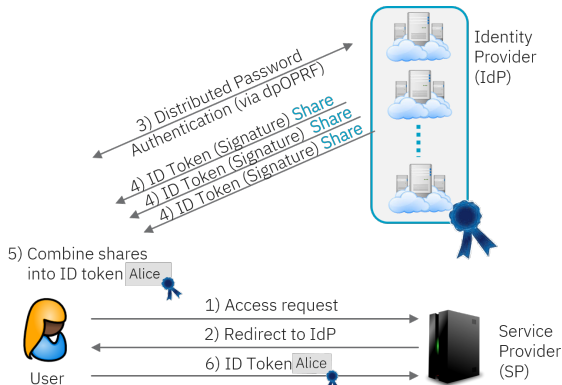 Identity
Provider
(IdP)
3) Distributed Password
Authentication (via dpOPRF)
4) ID Token (Signature) Share
4) ID Token (Signature) Share
4) ID Token (Signature) Share
5) Combine shares
into ID token Alice
1) Access request
2) Redirect to IdP
6) ID Token Alice
User
Service
Provider
(SP)